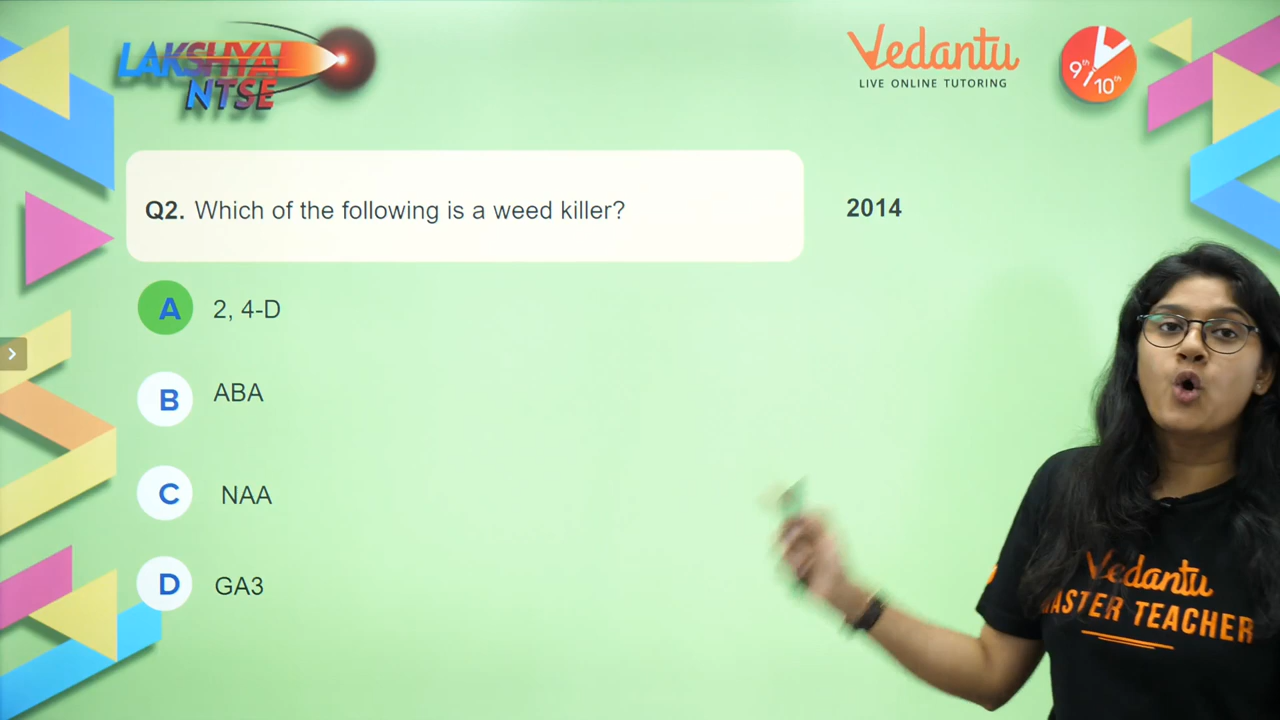 LAKSHYA
NTSE
Vedantu
LIVE ONLINE TUTORING
9th
10th
Q2. Which of the following is a weed killer?
2014
A 2, 4-D
B ABA
C NAA
D GA3
Vedantu
MASTER TEACHER